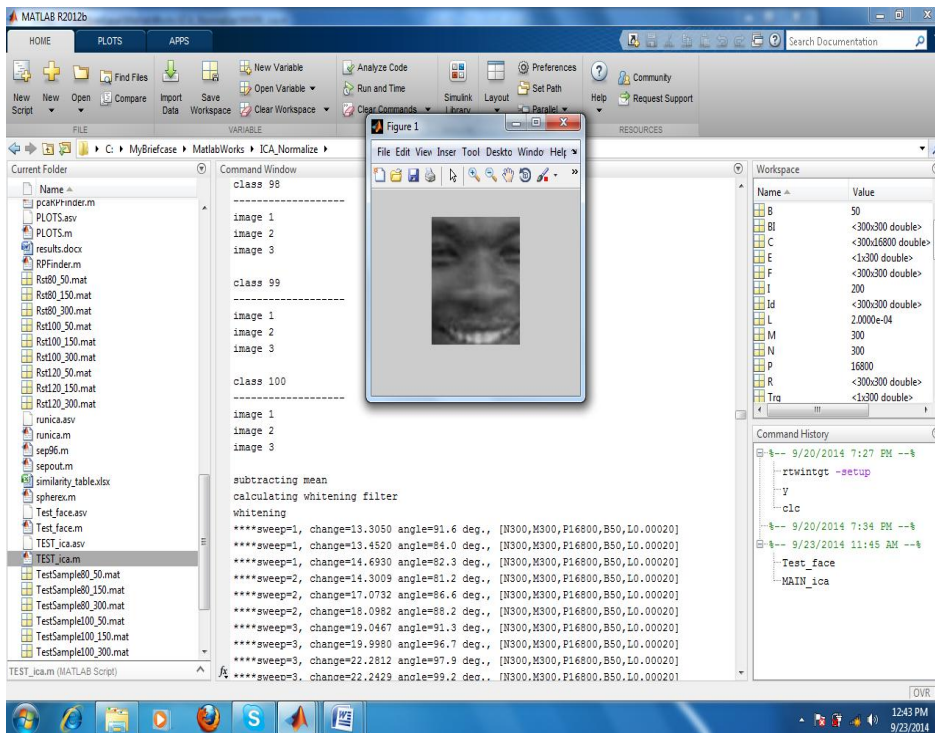 MATLAB R2012b
HOME PLOTS APPS
Search Documentation
New Script
New
Open
Find Files
Compare
Import Data
Save Workspace
New Variable
Open Variable
Clear Workspace
Analyze Code
Run and Time
Clear Commands
Simulink Library
Layout
Preferences
Set Path
Parallel
Help
Community
Request Support
FILE VARIABLE RESOURCES
C: MyBriefcase MatlabWorks ICA_Normalize
Current Folder
Name
pcaRPFinder.m
PLOTS.asv
PLOTS.m
results.docx
RPFinder.m
Rst80_50.mat
Rst80_150.mat
Rst80_300.mat
Rst100_50.mat
Rst100_150.mat
Rst100_300.mat
Rst120_50.mat
Rst120_150.mat
Rst120_300.mat
runica.asv
runica.m
sep96.m
sepout.m
similarity_table.xlsx
spherex.m
Test_face.asv
Test_face.m
TEST_ica.asv
TEST_ica.m
TestSample80_50.mat
TestSample80_150.mat
TestSample80_300.mat
TestSample100_50.mat
TestSample100_150.mat
TestSample100_300.mat
TEST_ica.m (MATLAB Script)
Command Window
class 98
--------------------
image 1
image 2
image 3
class 99
--------------------
image 1
image 2
image 3
class 100
--------------------
image 1
image 2
image 3
subtracting mean
calculating whitening filter
whitening
****sweep=1, change=13.3050 angle=91.6 deg., [N300,M300,P16800,B50,L0.00020]
****sweep=1, change=13.4520 angle=84.0 deg., [N300,M300,P16800,B50,L0.00020]
****sweep=1, change=14.6930 angle=82.3 deg., [N300,M300,P16800,B50,L0.00020]
****sweep=2, change=14.3009 angle=81.2 deg., [N300,M300,P16800,B50,L0.00020]
****sweep=2, change=17.0732 angle=86.6 deg., [N300,M300,P16800,B50,L0.00020]
****sweep=2, change=18.0982 angle=88.2 deg., [N300,M300,P16800,B50,L0.00020]
****sweep=3, change=19.0467 angle=91.3 deg., [N300,M300,P16800,B50,L0.00020]
****sweep=3, change=19.9980 angle=96.7 deg., [N300,M300,P16800,B50,L0.00020]
****sweep=3, change=22.2812 angle=97.9 deg., [N300,M300,P16800,B50,L0.00020]
fx ****sweep=3, change=22.2429 angle=99.2 deg., [N300,M300,P16800,B50,L0.00020]
Figure 1
File Edit View Inser Tool Deskto Windo Help
Workspace
Name Value
B 50
BI <300x300 double>
C <300x16800 double>
E <1x300 double>
F <300x300 double>
I 200
Id <300x300 double>
L 2.0000e-04
M 300
N 300
P 16800
R <300x300 double>
Trg <1x300 double>
Command History
%-- 9/20/2014 7:27 PM --%
rtwintgt -setup
y
clc
%-- 9/20/2014 7:34 PM --%
%-- 9/23/2014 11:45 AM --%
Test_face
MAIN_ica
OVR
12:43 PM
9/23/2014